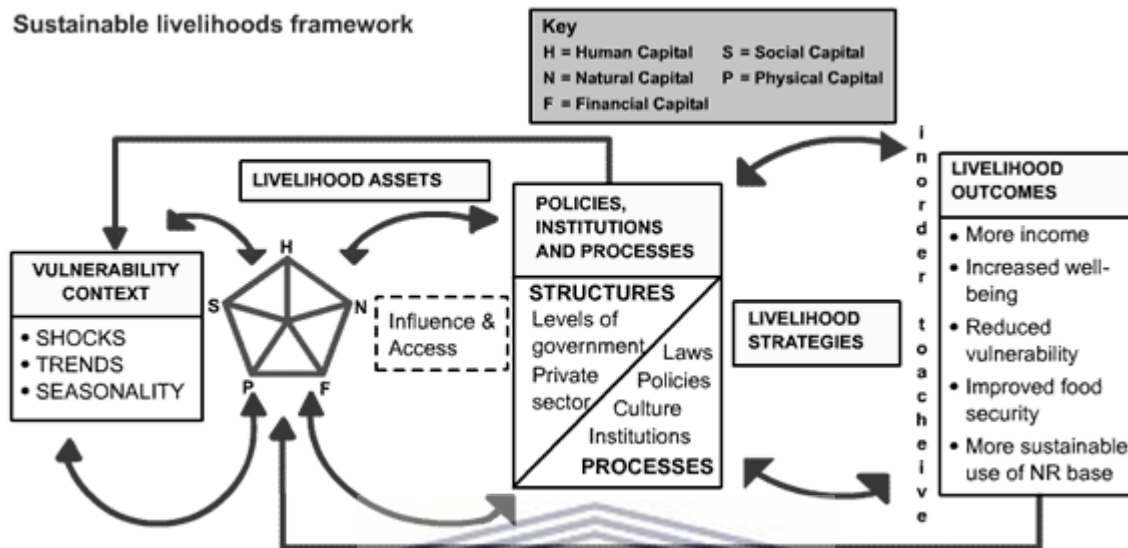 Sustainable livelihoods framework
Key
H = Human Capital S = Social Capital
N = Natural Capital P = Physical Capital
F = Financial Capital
LIVELIHOOD ASSETS
H
S
N
P
F
VULNERABILITY
CONTEXT
• SHOCKS
• TRENDS
• SEASONALITY
Influence &
Access
POLICIES,
INSTITUTIONS
AND PROCESSES
STRUCTURES
Levels of
government
Private
sector
Laws
Policies
Culture
Institutions
PROCESSES
LIVELIHOOD
STRATEGIES
inorder toacheive
LIVELIHOOD
OUTCOMES
• More income
• Increased well-
being
• Reduced
vulnerability
• Improved food
security
• More sustainable
use of NR base